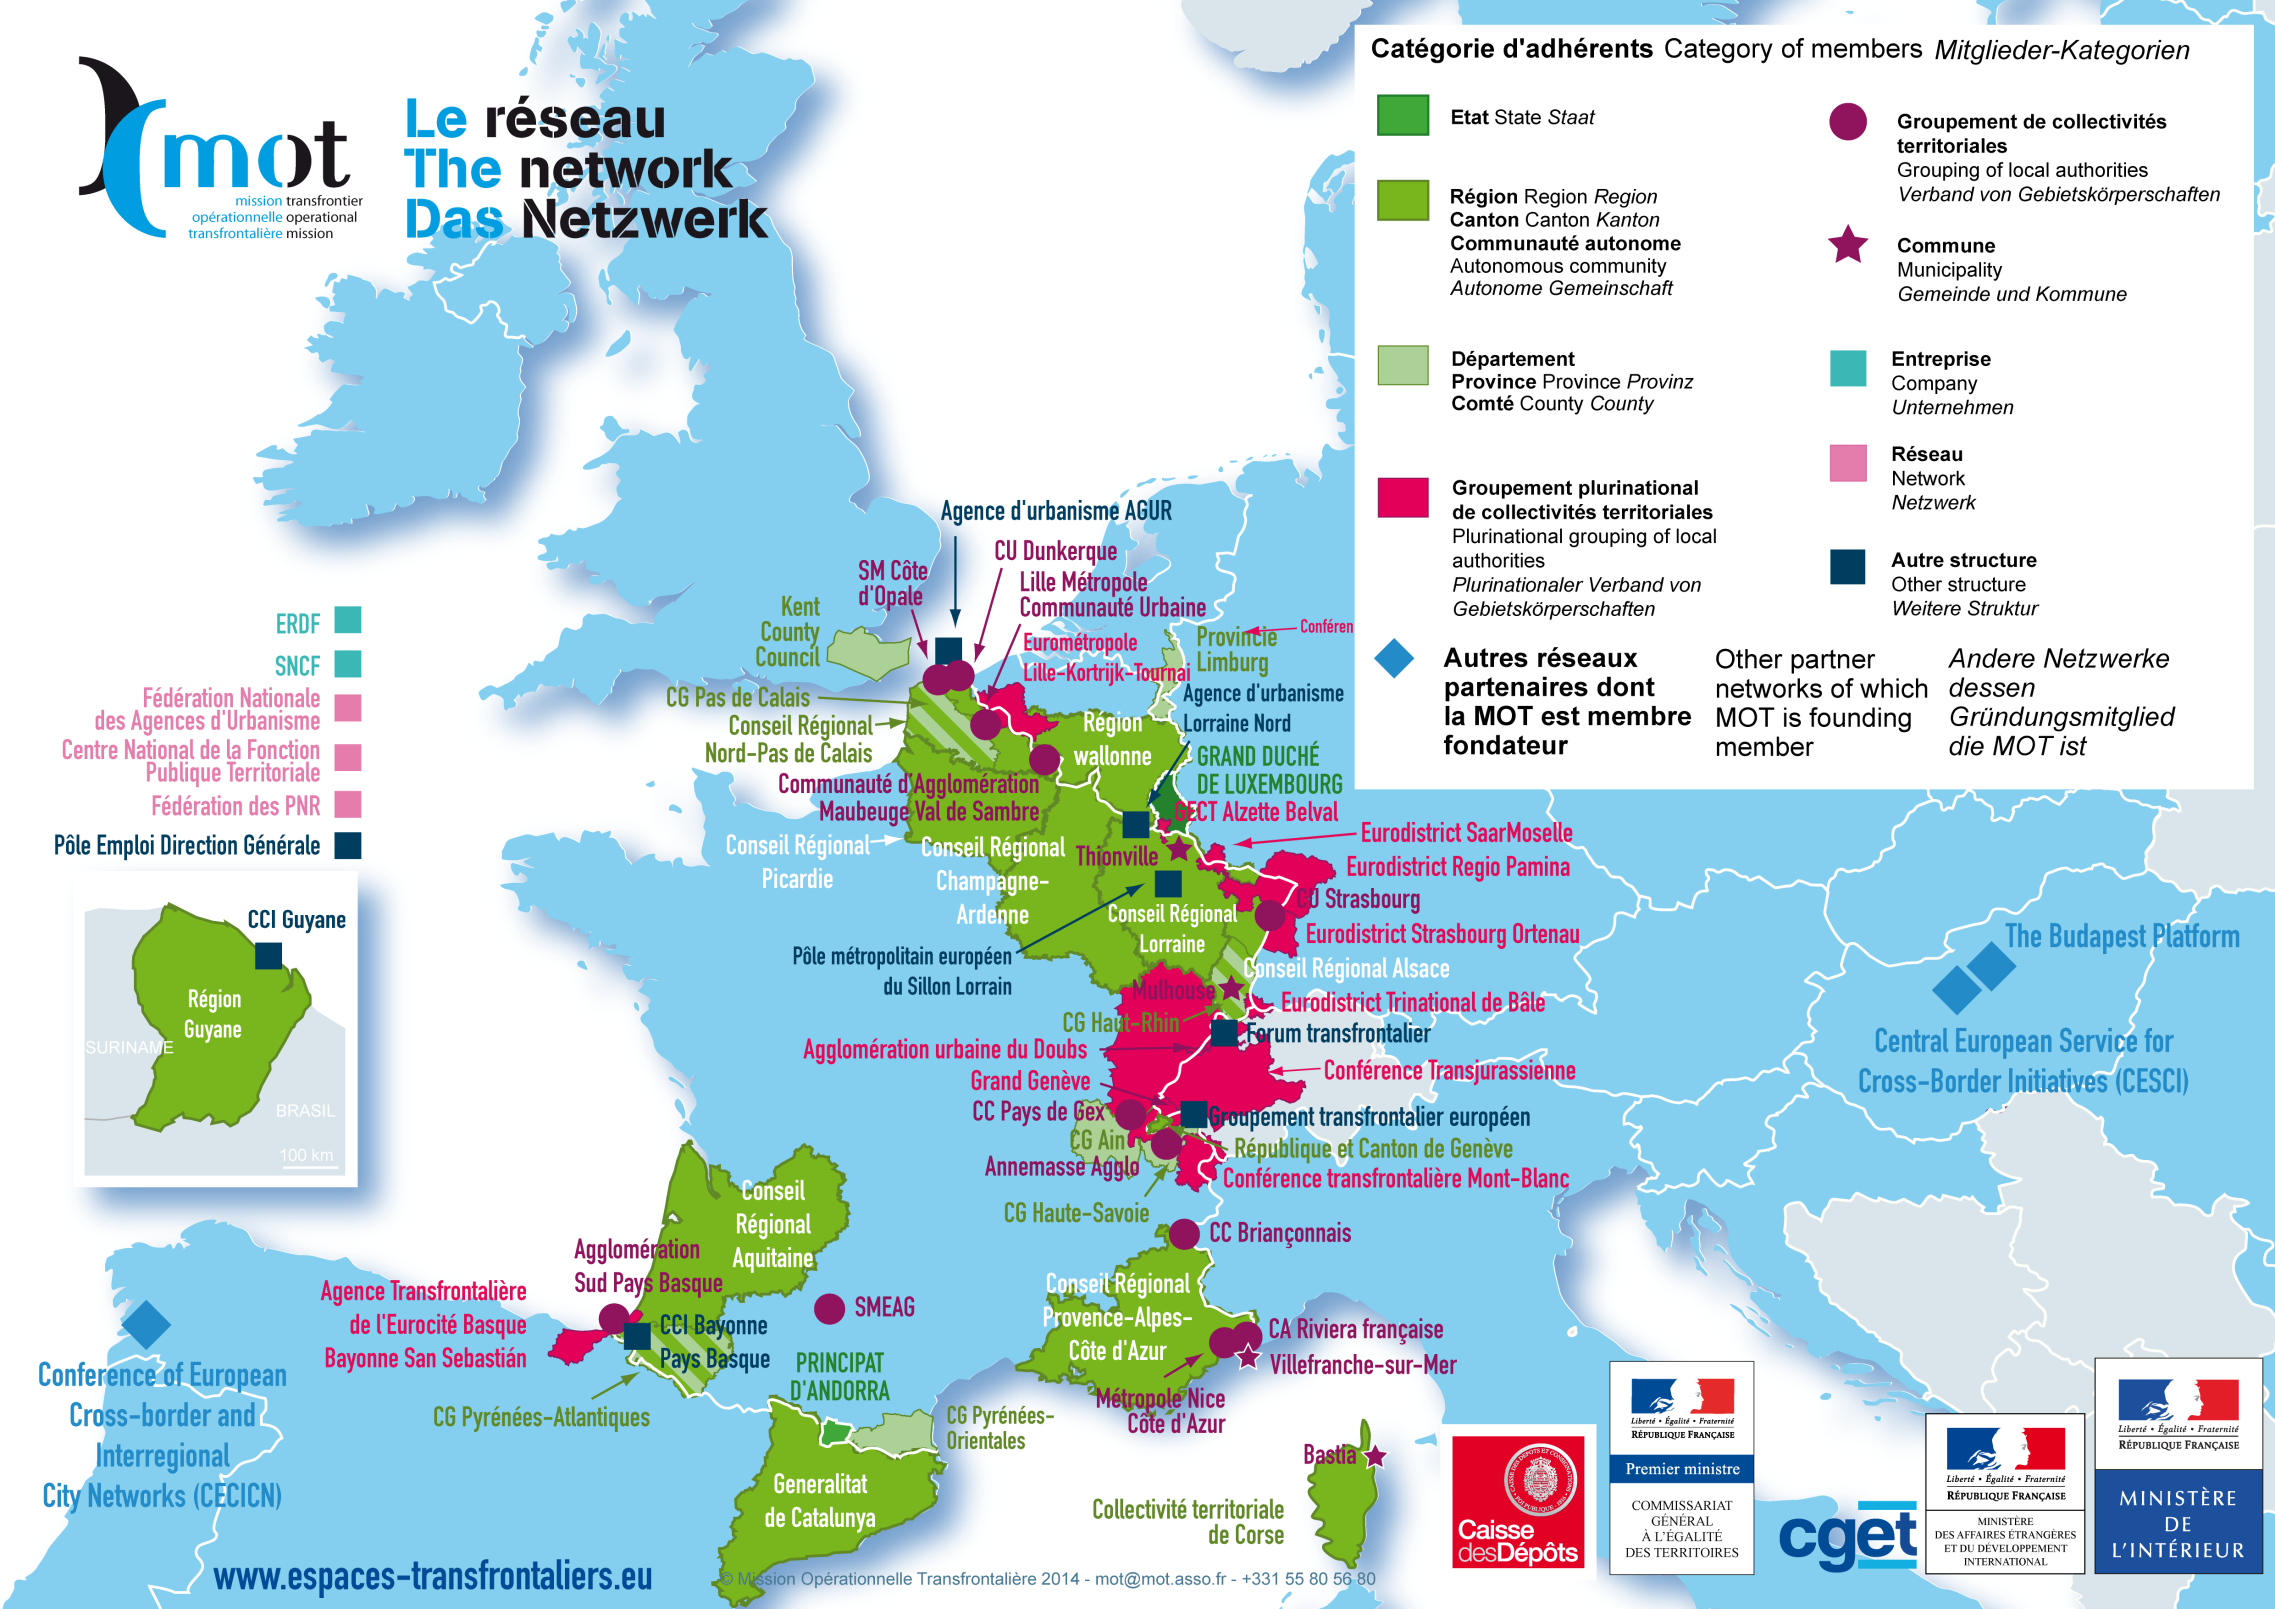 mot
mission transfrontier
opérationnelle operational
transfrontalière mission
Le réseau
The network
Das Netzwerk
Catégorie d'adhérents Category of members Mitglieder-Kategorien
Etat State Staat
Région Region Region
Canton Canton Kanton
Communauté autonome
Autonomous community
Autonome Gemeinschaft
Département
Province Province Provinz
Comté County County
Groupement plurinational
de collectivités territoriales
Plurinational grouping of local
authorities
Plurinationaler Verband von
Gebietskörperschaften
Groupement de collectivités
territoriales
Grouping of local authorities
Verband von Gebietskörperschaften
Commune
Municipality
Gemeinde und Kommune
Entreprise
Company
Unternehmen
Réseau
Network
Netzwerk
Autre structure
Other structure
Weitere Struktur
Autres réseaux
partenaires dont
la MOT est membre
fondateur
Other partner
networks of which
MOT is founding
member
Andere Netzwerke
dessen
Gründungsmitglied
die MOT ist
Agence d'urbanisme AGUR
CU Dunkerque
SM Côte
d'Opale
Lille Métropole
Communauté Urbaine
Kent
County
Council
Eurométropole
Lille-Kortrijk-Tournai
Provincie
Limburg
Conféren
CG Pas de Calais
Conseil Régional
Nord-Pas de Calais
Agence d'urbanisme
Lorraine Nord
Région
wallonne
GRAND DUCHÉ
DE LUXEMBOURG
Communauté d'Agglomération
Maubeuge Val de Sambre
GECT Alzette Belval
Conseil Régional
Picardie
Conseil Régional
Champagne-
Ardenne
Thionville
Eurodistrict SaarMoselle
Eurodistrict Regio Pamina
CU Strasbourg
Conseil Régional
Lorraine
Eurodistrict Strasbourg Ortenau
Pôle métropolitain européen
du Sillon Lorrain
Conseil Régional Alsace
Mulhouse
Eurodistrict Trinational de Bâle
CG Haut-Rhin
Forum transfrontalier
Agglomération urbaine du Doubs
Conférence Transjurassienne
Grand Genève
CC Pays de Gex
Groupement transfrontalier européen
CG Ain
République et Canton de Genève
Annemasse Agglo
Conférence transfrontalière Mont-Blanc
CG Haute-Savoie
CC Briançonnais
Conseil Régional
Provence-Alpes-
Côte d'Azur
CA Riviera française
Villefranche-sur-Mer
Métropole Nice
Côte d'Azur
Bastia
Collectivité territoriale
de Corse
ERDF
SNCF
Fédération Nationale
des Agences d'Urbanisme
Centre National de la Fonction
Publique Territoriale
Fédération des PNR
Pôle Emploi Direction Générale
CCI Guyane
Région
Guyane
SURINAME
BRASIL
100 km
Conseil
Régional
Aquitaine
Agglomération
Sud Pays Basque
Agence Transfrontalière
de l'Eurocité Basque
Bayonne San Sebastián
SMEAG
CCI Bayonne
Pays Basque
CG Pyrénées-Atlantiques
PRINCIPAT
D'ANDORRA
CG Pyrénées-
Orientales
Generalitat
de Catalunya
Conference of European
Cross-border and
Interregional
City Networks (CECICN)
The Budapest Platform
Central European Service for
Cross-Border Initiatives (CESCI)
www.espaces-transfrontaliers.eu
© Mission Opérationnelle Transfrontalière 2014 - mot@mot.asso.fr - +331 55 80 56 80
Caisse
desDépôts
Liberté • Égalité • Fraternité
RÉPUBLIQUE FRANÇAISE
Premier ministre
COMMISSARIAT
GÉNÉRAL
À L'ÉGALITÉ
DES TERRITOIRES
cget
Liberté • Égalité • Fraternité
RÉPUBLIQUE FRANÇAISE
MINISTÈRE
DES AFFAIRES ÉTRANGÈRES
ET DU DÉVELOPPEMENT
INTERNATIONAL
Liberté • Égalité • Fraternité
RÉPUBLIQUE FRANÇAISE
MINISTÈRE
DE
L'INTÉRIEUR